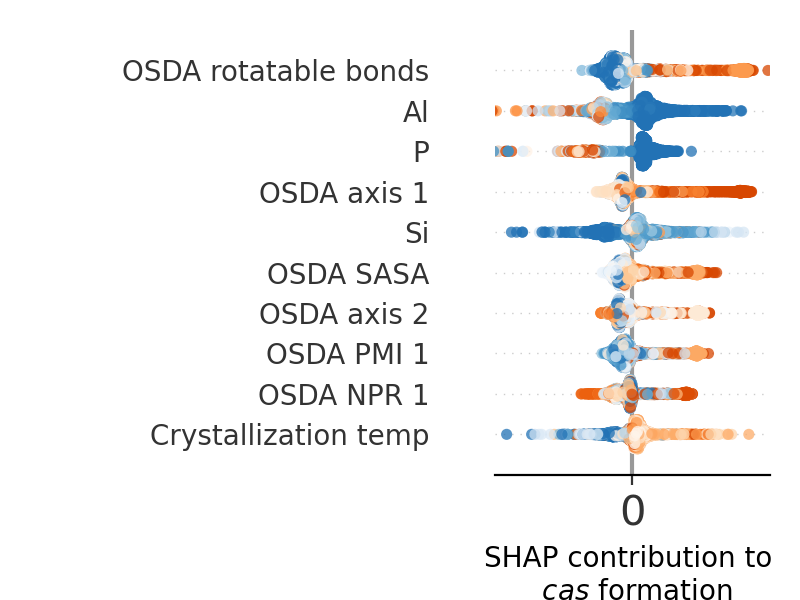 OSDA rotatable bonds
Al
P
OSDA axis 1
Si
OSDA SASA
OSDA axis 2
OSDA PMI 1
OSDA NPR 1
Crystallization temp
0
SHAP contribution to
cas formation